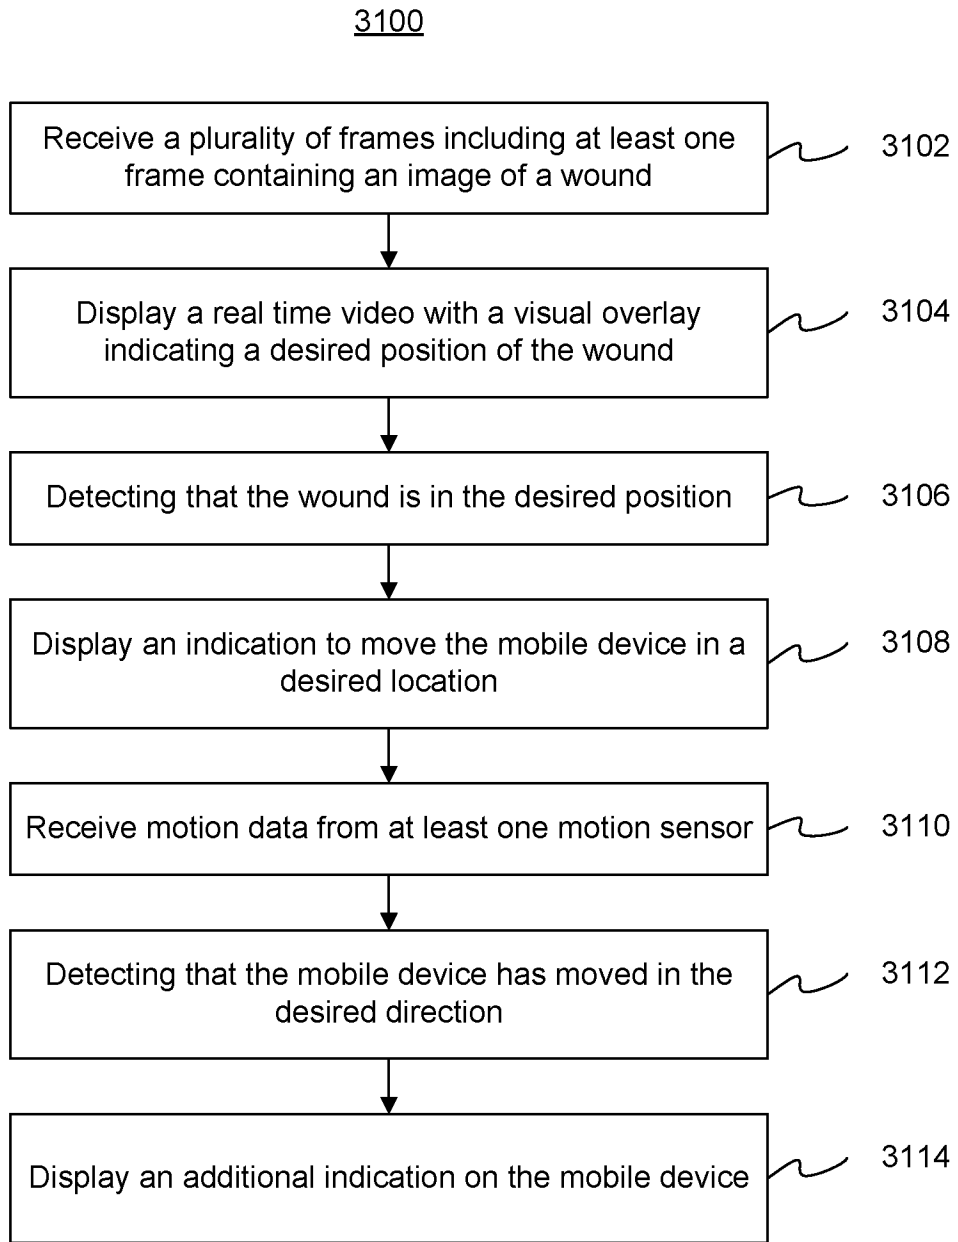 3100
Receive a plurality of frames including at least one
frame containing an image of a wound
3102
Display a real time video with a visual overlay
indicating a desired position of the wound
3104
Detecting that the wound is in the desired position
3106
Display an indication to move the mobile device in a
desired location
3108
Receive motion data from at least one motion sensor
3110
Detecting that the mobile device has moved in the
desired direction
3112
Display an additional indication on the mobile device
3114